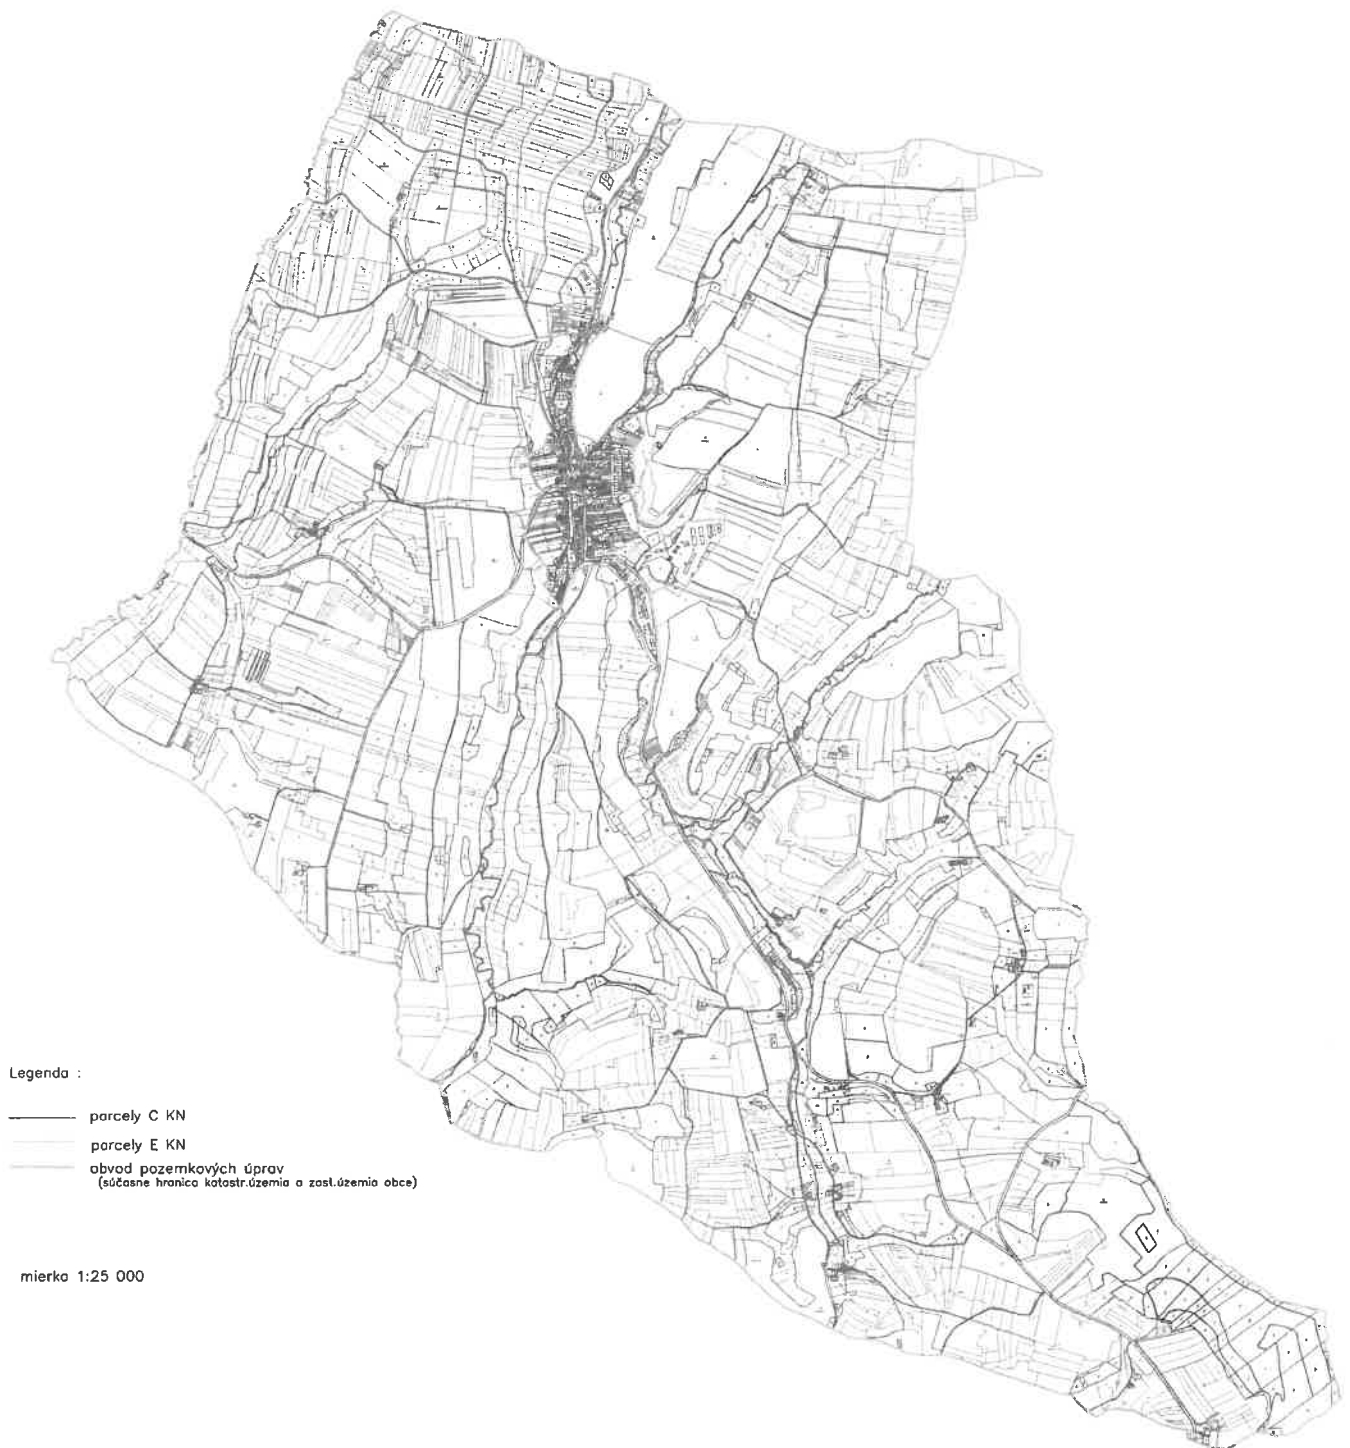 Legenda :
parcely C KN
parcely E KN
obvod pozemkových úprav
(súčasne hranica katastr.územia a zast.územia obce)
mierka 1:25 000